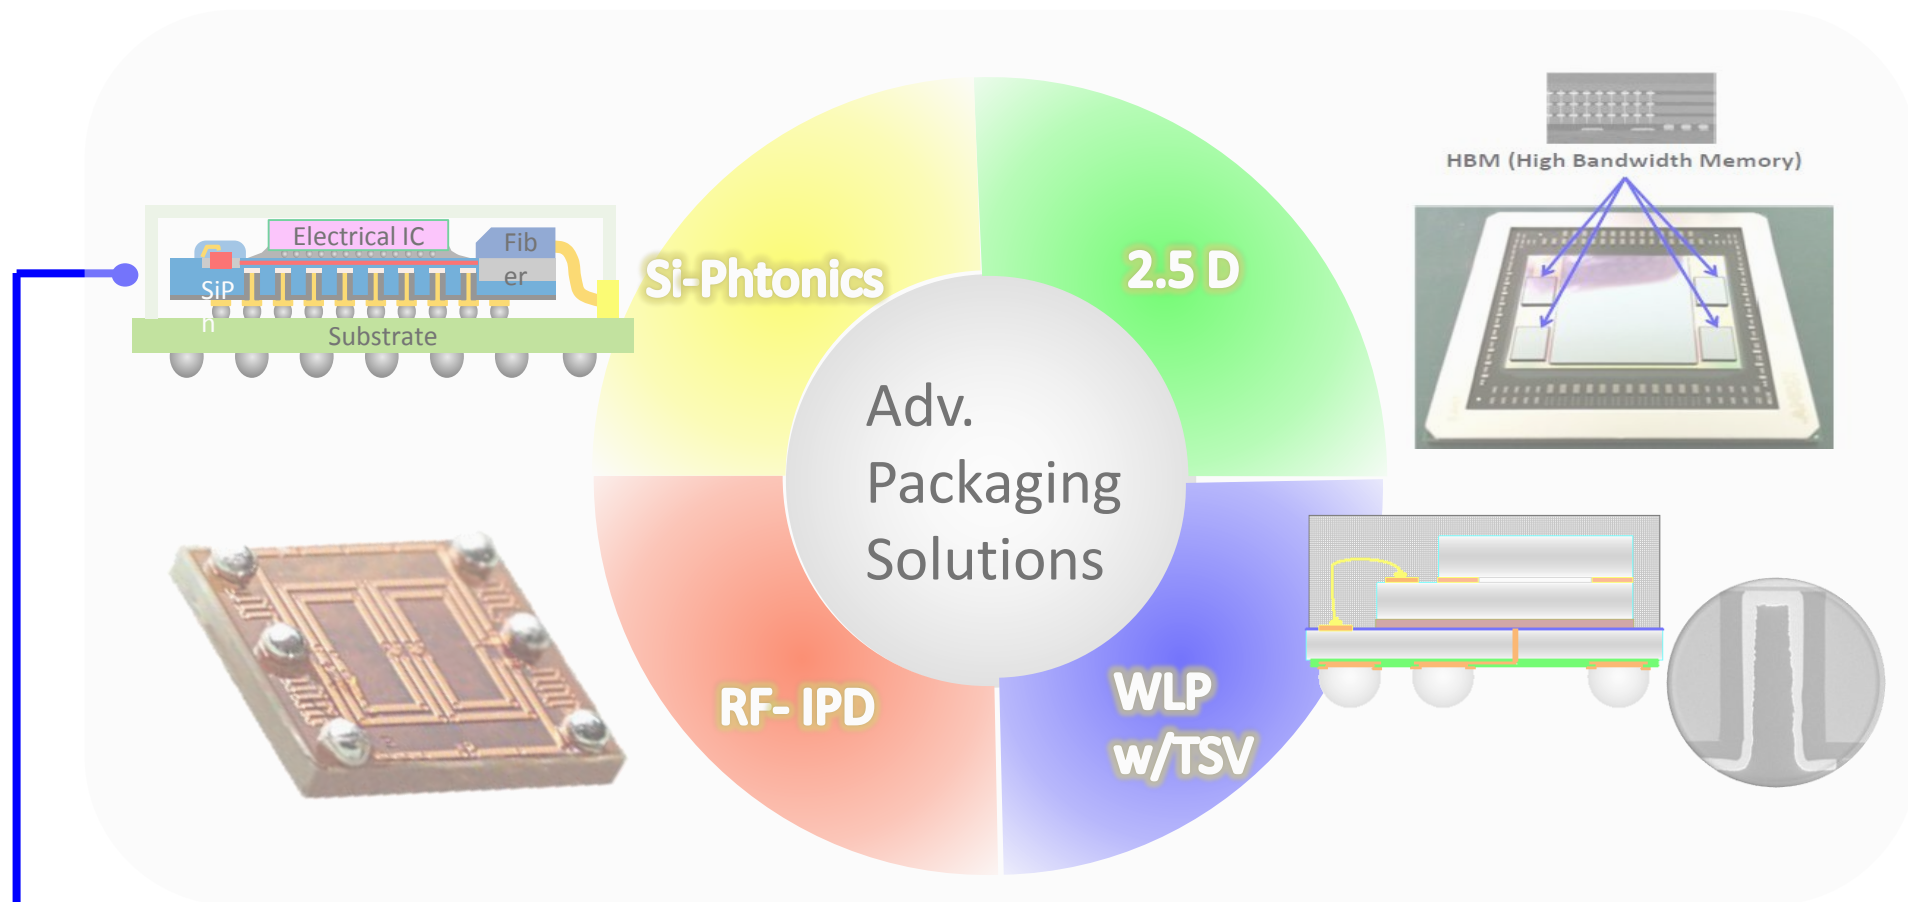 HBM (High Bandwidth Memory)
Electrical IC
Fib
er
SiP
n
Substrate
Si-Phtonics
2.5 D
Adv.
Packaging
Solutions
RF- IPD
WLP
w/TSV